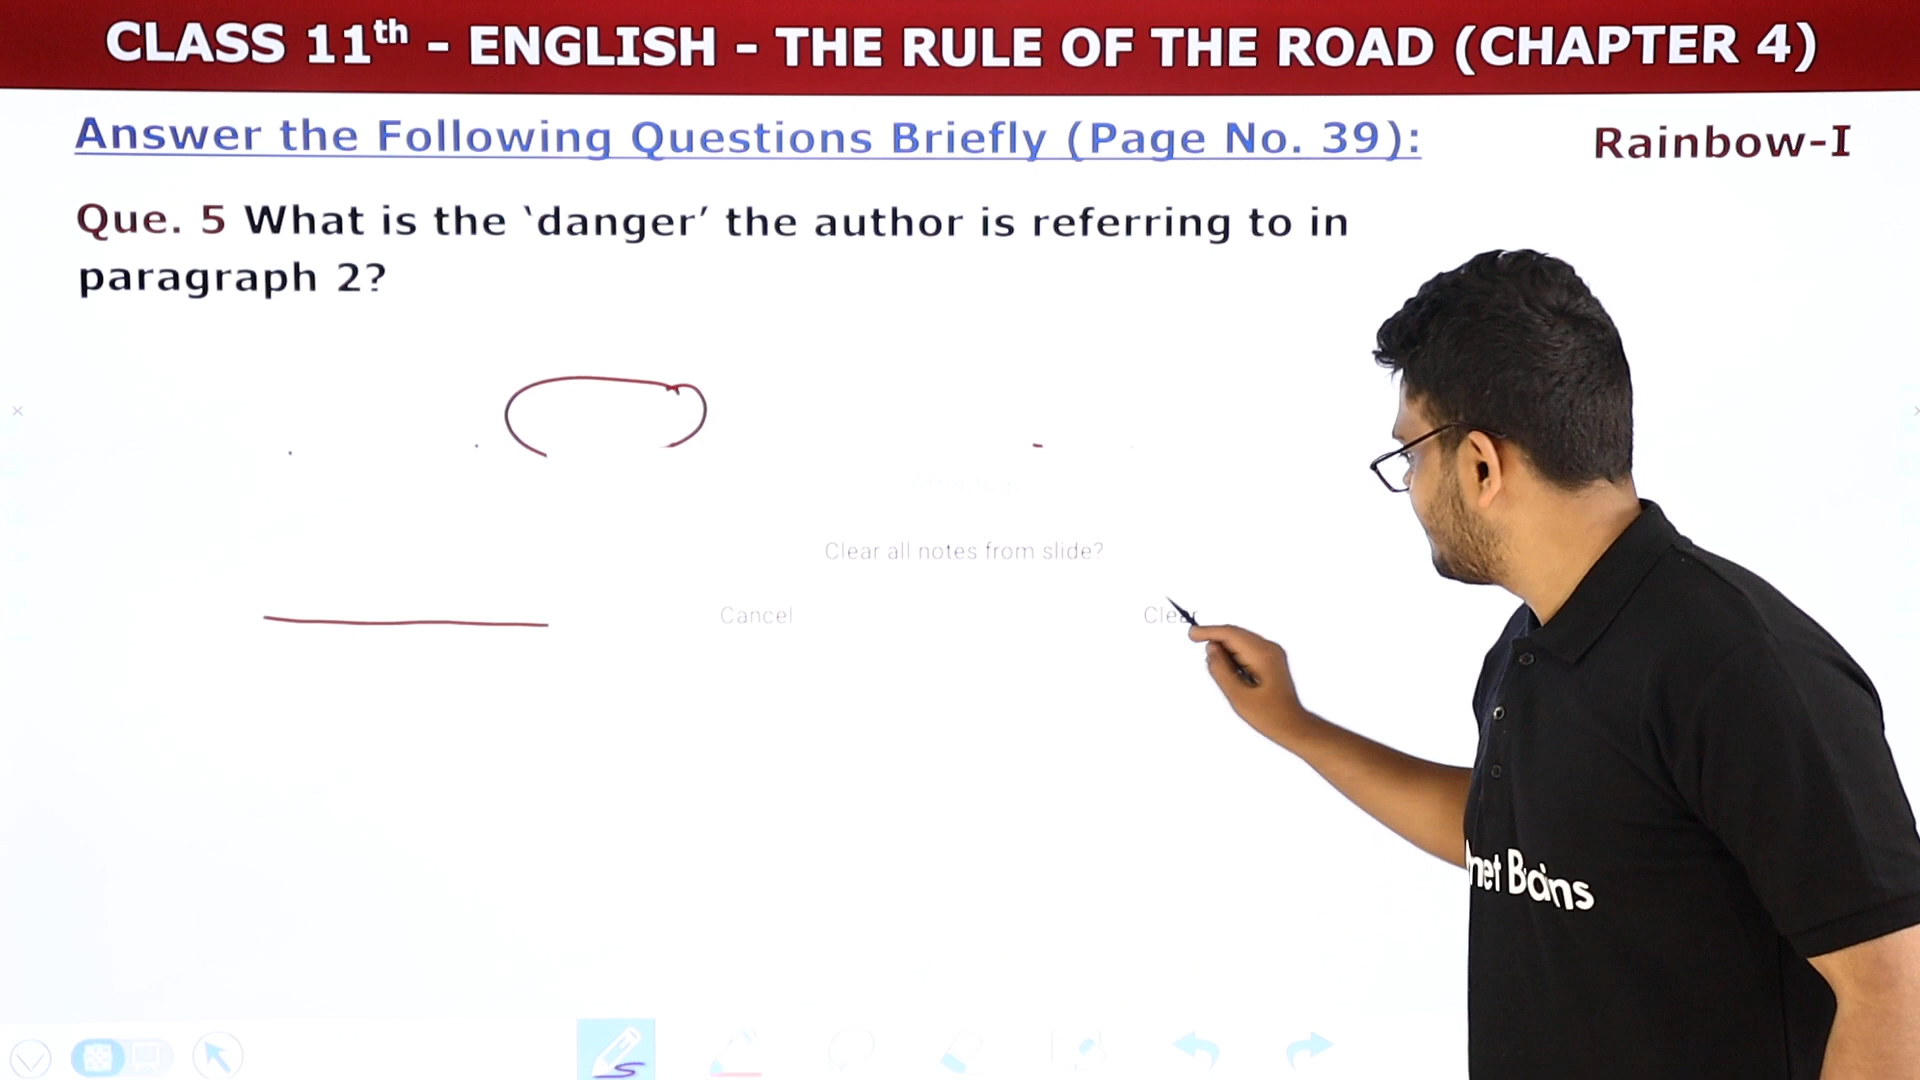 CLASS 11th - ENGLISH - THE RULE OF THE ROAD (CHAPTER 4)
Answer the Following Questions Briefly (Page No. 39):
Rainbow-I
Que. 5 What is the ‘danger’ the author is referring to in
paragraph 2?
Clear all notes from slide?
Cancel
Clear
net Brains